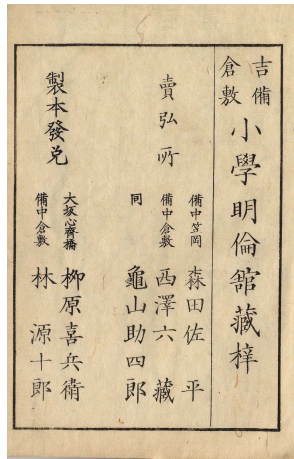 吉備倉敷 小學明倫舘藏梓
賣弘所
備中笠岡 森田佐平
備中倉敷 西澤六藏
同 龜山助四郎
製本發兌
大坂心齋橋 柳原喜兵衛
備中倉敷 林源十郎